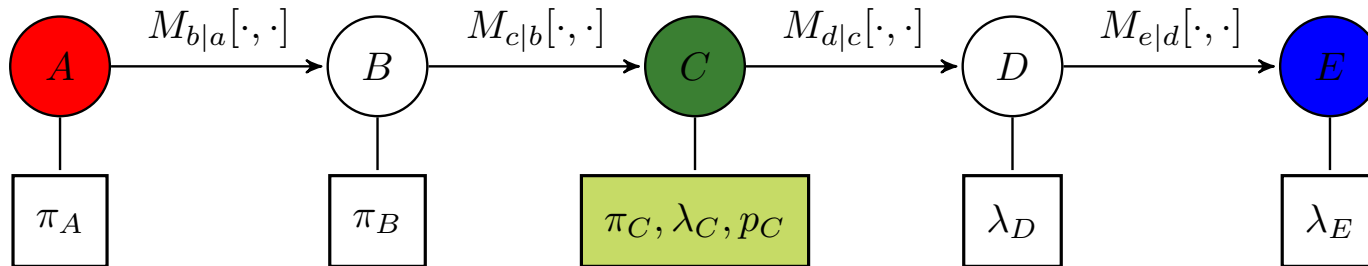 M_{b|a}[·, ·] M_{c|b}[·, ·] M_{d|c}[·, ·] M_{e|d}[·, ·]
A B C D E
π_A π_B π_C, λ_C, p_C λ_D λ_E